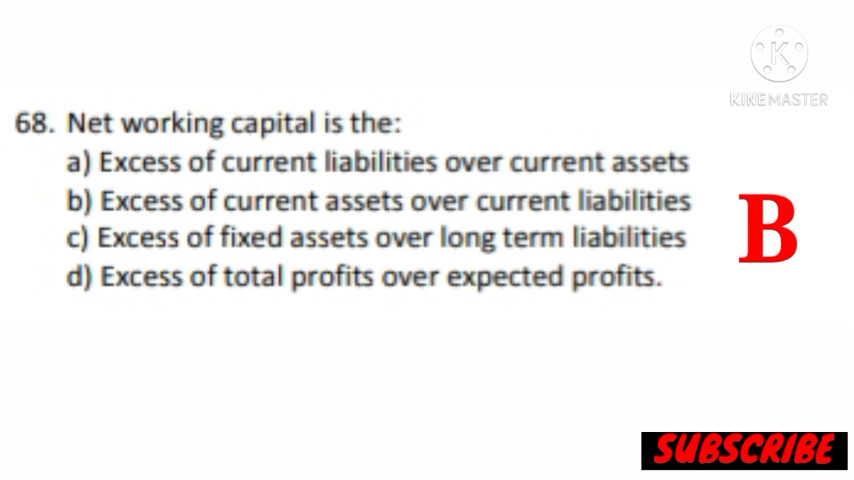 K
KINEMASTER
68. Net working capital is the:
a) Excess of current liabilities over current assets
b) Excess of current assets over current liabilities
c) Excess of fixed assets over long term liabilities
d) Excess of total profits over expected profits.
B
SUBSCRIBE